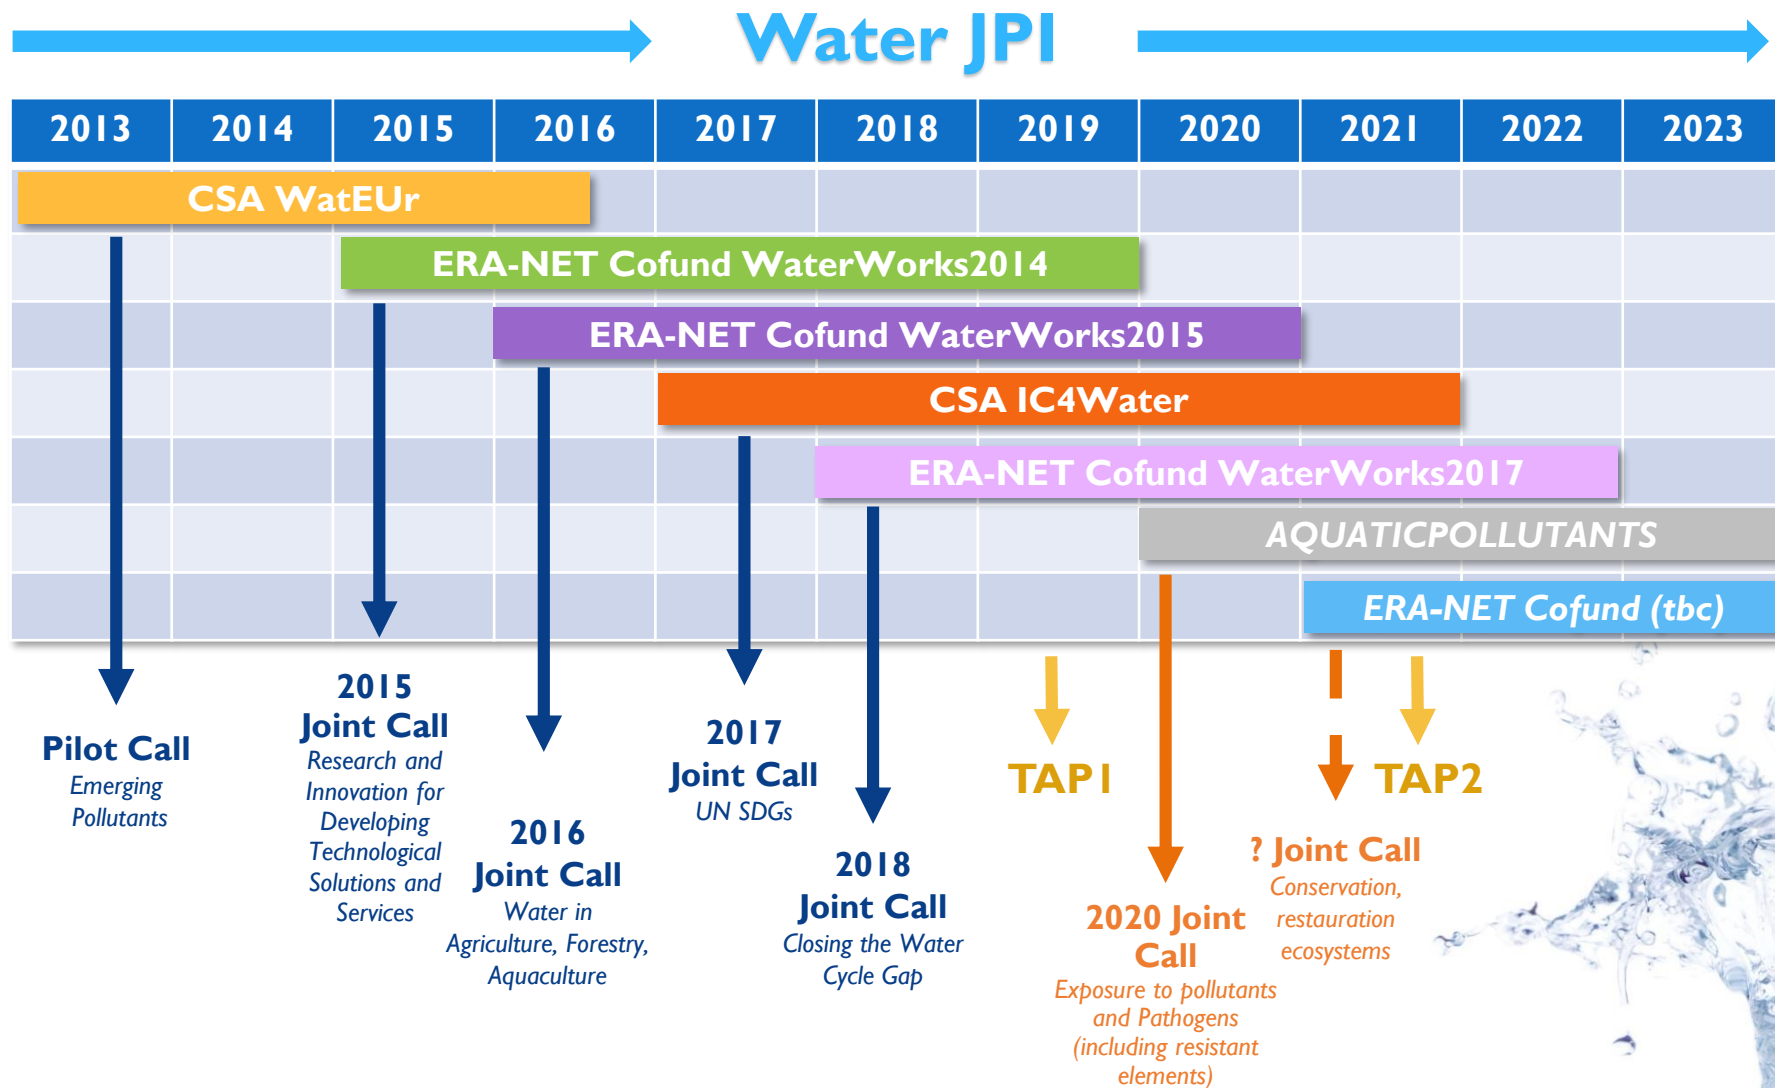 Water JPI
2013 2014 2015 2016 2017 2018 2019 2020 2021 2022 2023
CSA WatEUr
ERA-NET Cofund WaterWorks2014
ERA-NET Cofund WaterWorks2015
CSA IC4Water
ERA-NET Cofund WaterWorks2017
AQUATICPOLLUTANTS
ERA-NET Cofund (tbc)
Pilot Call
Emerging
Pollutants
2015
Joint Call
Research and
Innovation for
Developing
Technological
Solutions and
Services
2016
Joint Call
Water in
Agriculture, Forestry,
Aquaculture
2017
Joint Call
UN SDGs
2018
Joint Call
Closing the Water
Cycle Gap
TAP1
2020 Joint
Call
Exposure to pollutants
and Pathogens
(including resistant
elements)
? Joint Call
Conservation,
restauration
ecosystems
TAP2